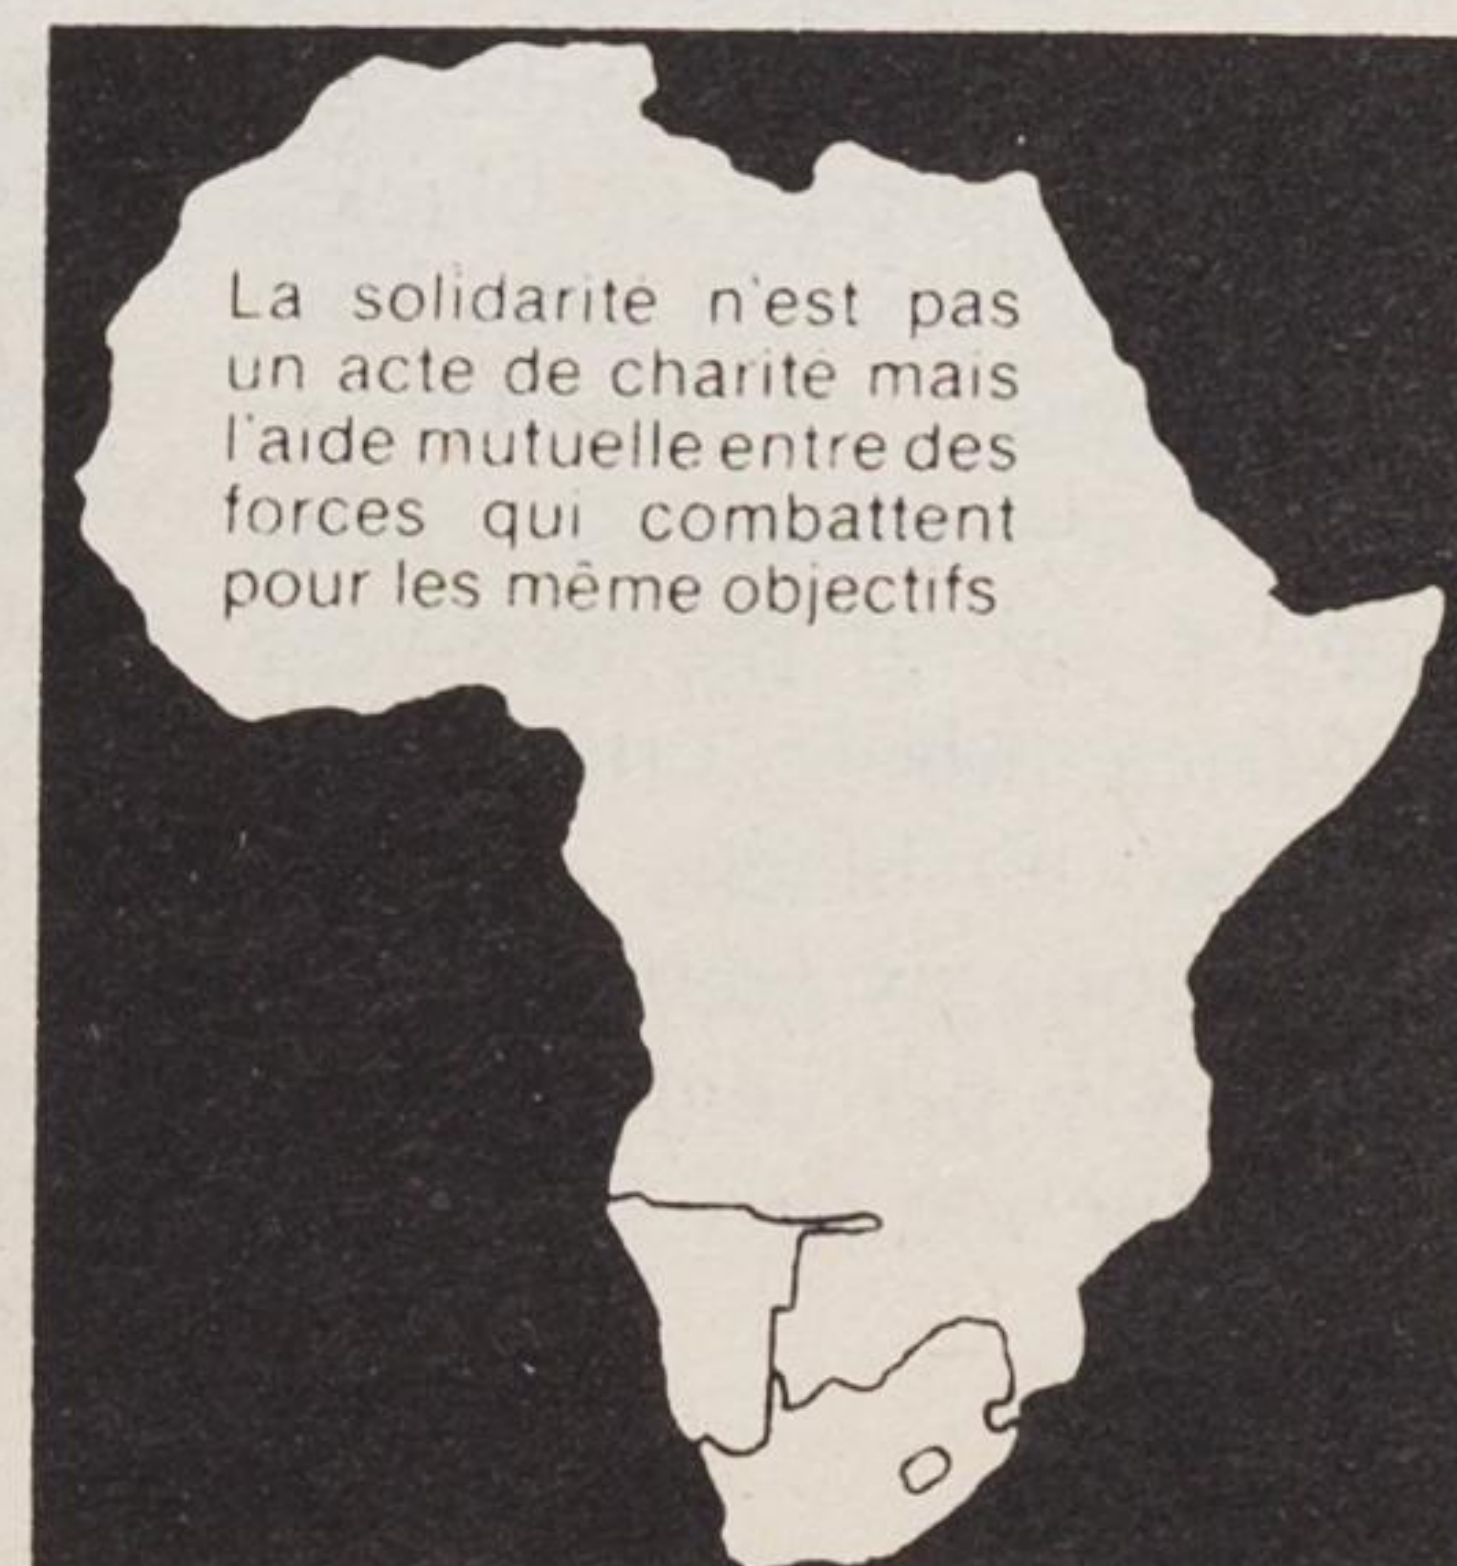 La solidarité n'est pas
un acte de charité mais
l'aide mutuelle entre des
forces qui combattent
pour les même objectifs